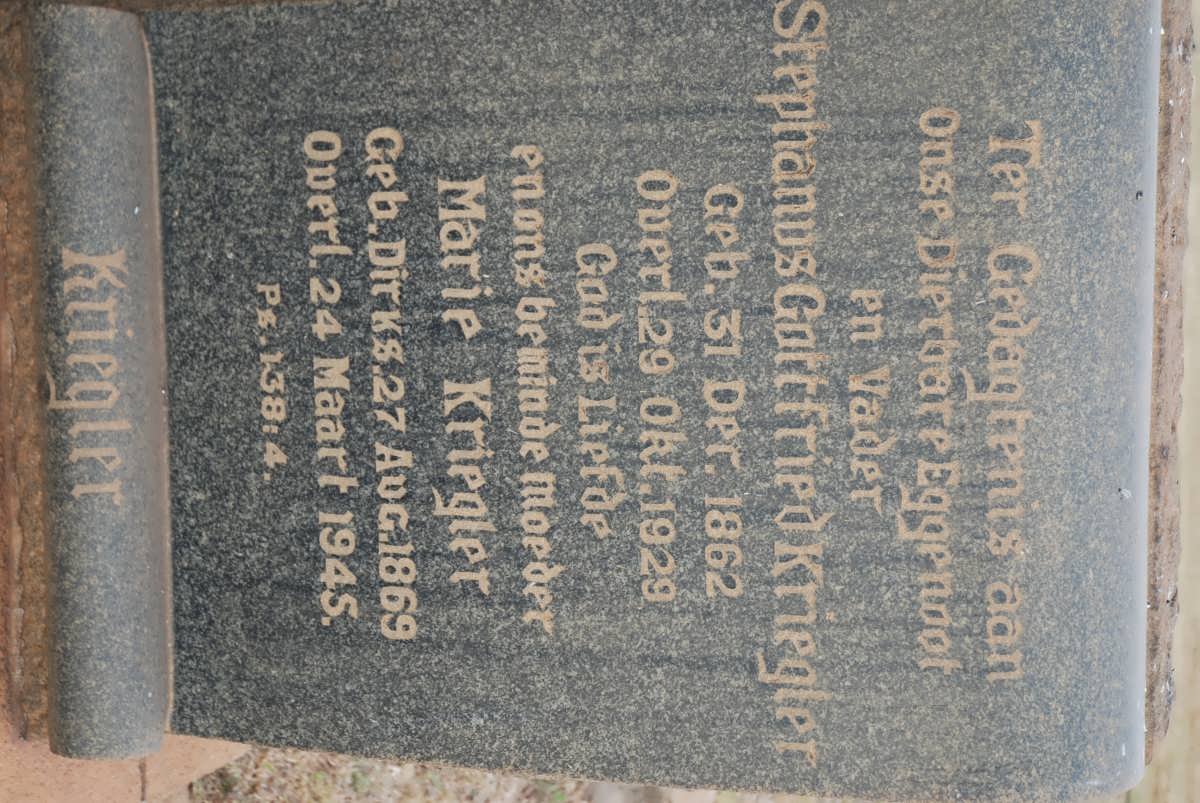 Ter Gedagtenis aan
onse Dierbare Eggenoot
en Vader
Stephanus Gottfried Kriegler
Geb. 31 Des. 1862
Overl. 29 Okt. 1929
God is Liefde
en ons beminde moeder
Marie Kriegler
Geb. Dirks. 27 Aug. 1869
Overl. 24 Maart 1945.
Ps. 138: 4.
Kriegler